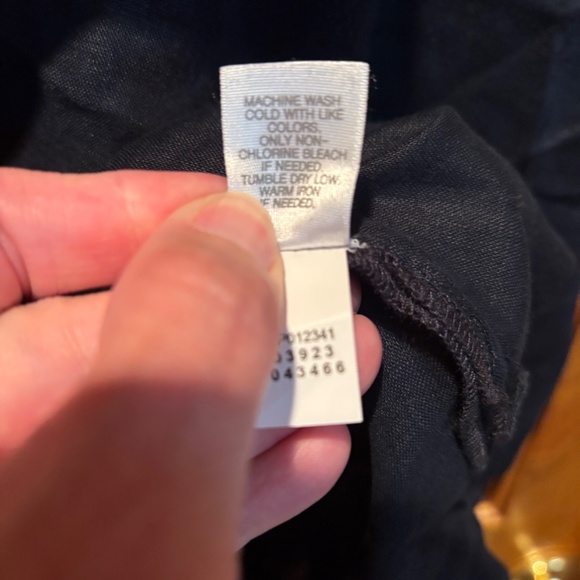 MACHINE WASH
COLD WITH LIKE
COLORS.
ONLY NON-
CHLORINE BLEACH
IF NEEDED.
TUMBLE DRY LOW.
WARM IRON
IF NEEDED.
012341
3923
043466